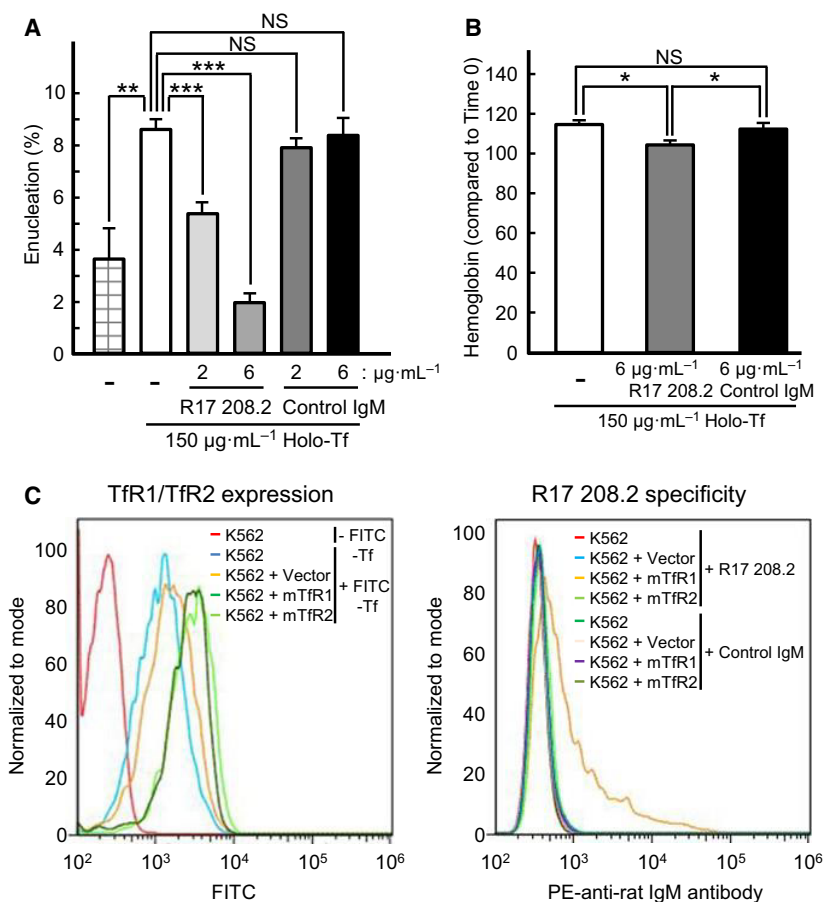 A
Enucleation (%)
10
8
6
4
2
0
NS
NS
***
** ***
- - 2 6 2 6 : µg·mL–1
R17 208.2 Control IgM
150 µg·mL–1 Holo-Tf
B
Hemoglobin (compared to Time 0)
140
120
100
80
60
40
20
0
NS
* *
- 6 µg·mL–1 6 µg·mL–1
R17 208.2 Control IgM
150 µg·mL–1 Holo-Tf
C
TfR1/TfR2 expression
Normalized to mode
100
80
60
40
20
0
K562 - FITC
K562 -Tf
K562 + Vector + FITC
K562 + mTfR1 -Tf
K562 + mTfR2
10² 10³ 10⁴ 10⁵ 10⁶
FITC
R17 208.2 specificity
Normalized to mode
100
80
60
40
20
0
K562
K562 + Vector + R17 208.2
K562 + mTfR1
K562 + mTfR2
K562
K562 + Vector + Control IgM
K562 + mTfR1
K562 + mTfR2
10² 10³ 10⁴ 10⁵ 10⁶
PE-anti-rat IgM antibody